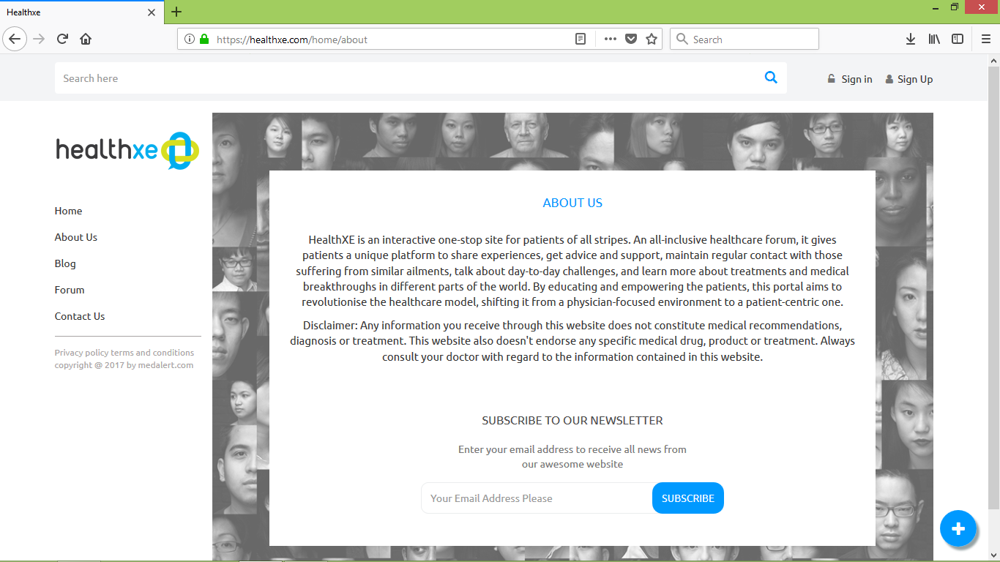 Healthxe
https://healthxe.com/home/about
Search
Search here
Sign in
Sign Up
healthxe
Home
About Us
Blog
Forum
Contact Us
Privacy policy terms and conditions
copyright @ 2017 by medalert.com
ABOUT US
HealthXE is an interactive one-stop site for patients of all stripes. An all-inclusive healthcare forum, it gives
patients a unique platform to share experiences, get advice and support, maintain regular contact with those
suffering from similar ailments, talk about day-to-day challenges, and learn more about treatments and medical
breakthroughs in different parts of the world. By educating and empowering the patients, this portal aims to
revolutionise the healthcare model, shifting it from a physician-focused environment to a patient-centric one.
Disclaimer: Any information you receive through this website does not constitute medical recommendations,
diagnosis or treatment. This website also doesn't endorse any specific medical drug, product or treatment. Always
consult your doctor with regard to the information contained in this website.
SUBSCRIBE TO OUR NEWSLETTER
Enter your email address to receive all news from
our awesome website
Your Email Address Please
SUBSCRIBE